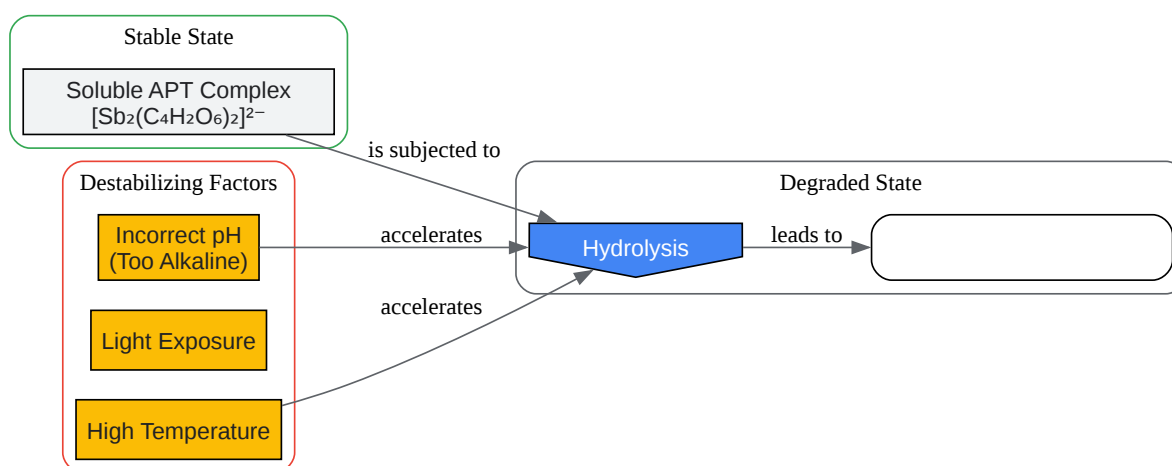 Stable State
Soluble APT Complex
[Sb₂(C₄H₂O₆)₂]²⁻
is subjected to
Destabilizing Factors
Degraded State
Incorrect pH
(Too Alkaline)
accelerates
Hydrolysis
leads to
accelerates
Light Exposure
High Temperature